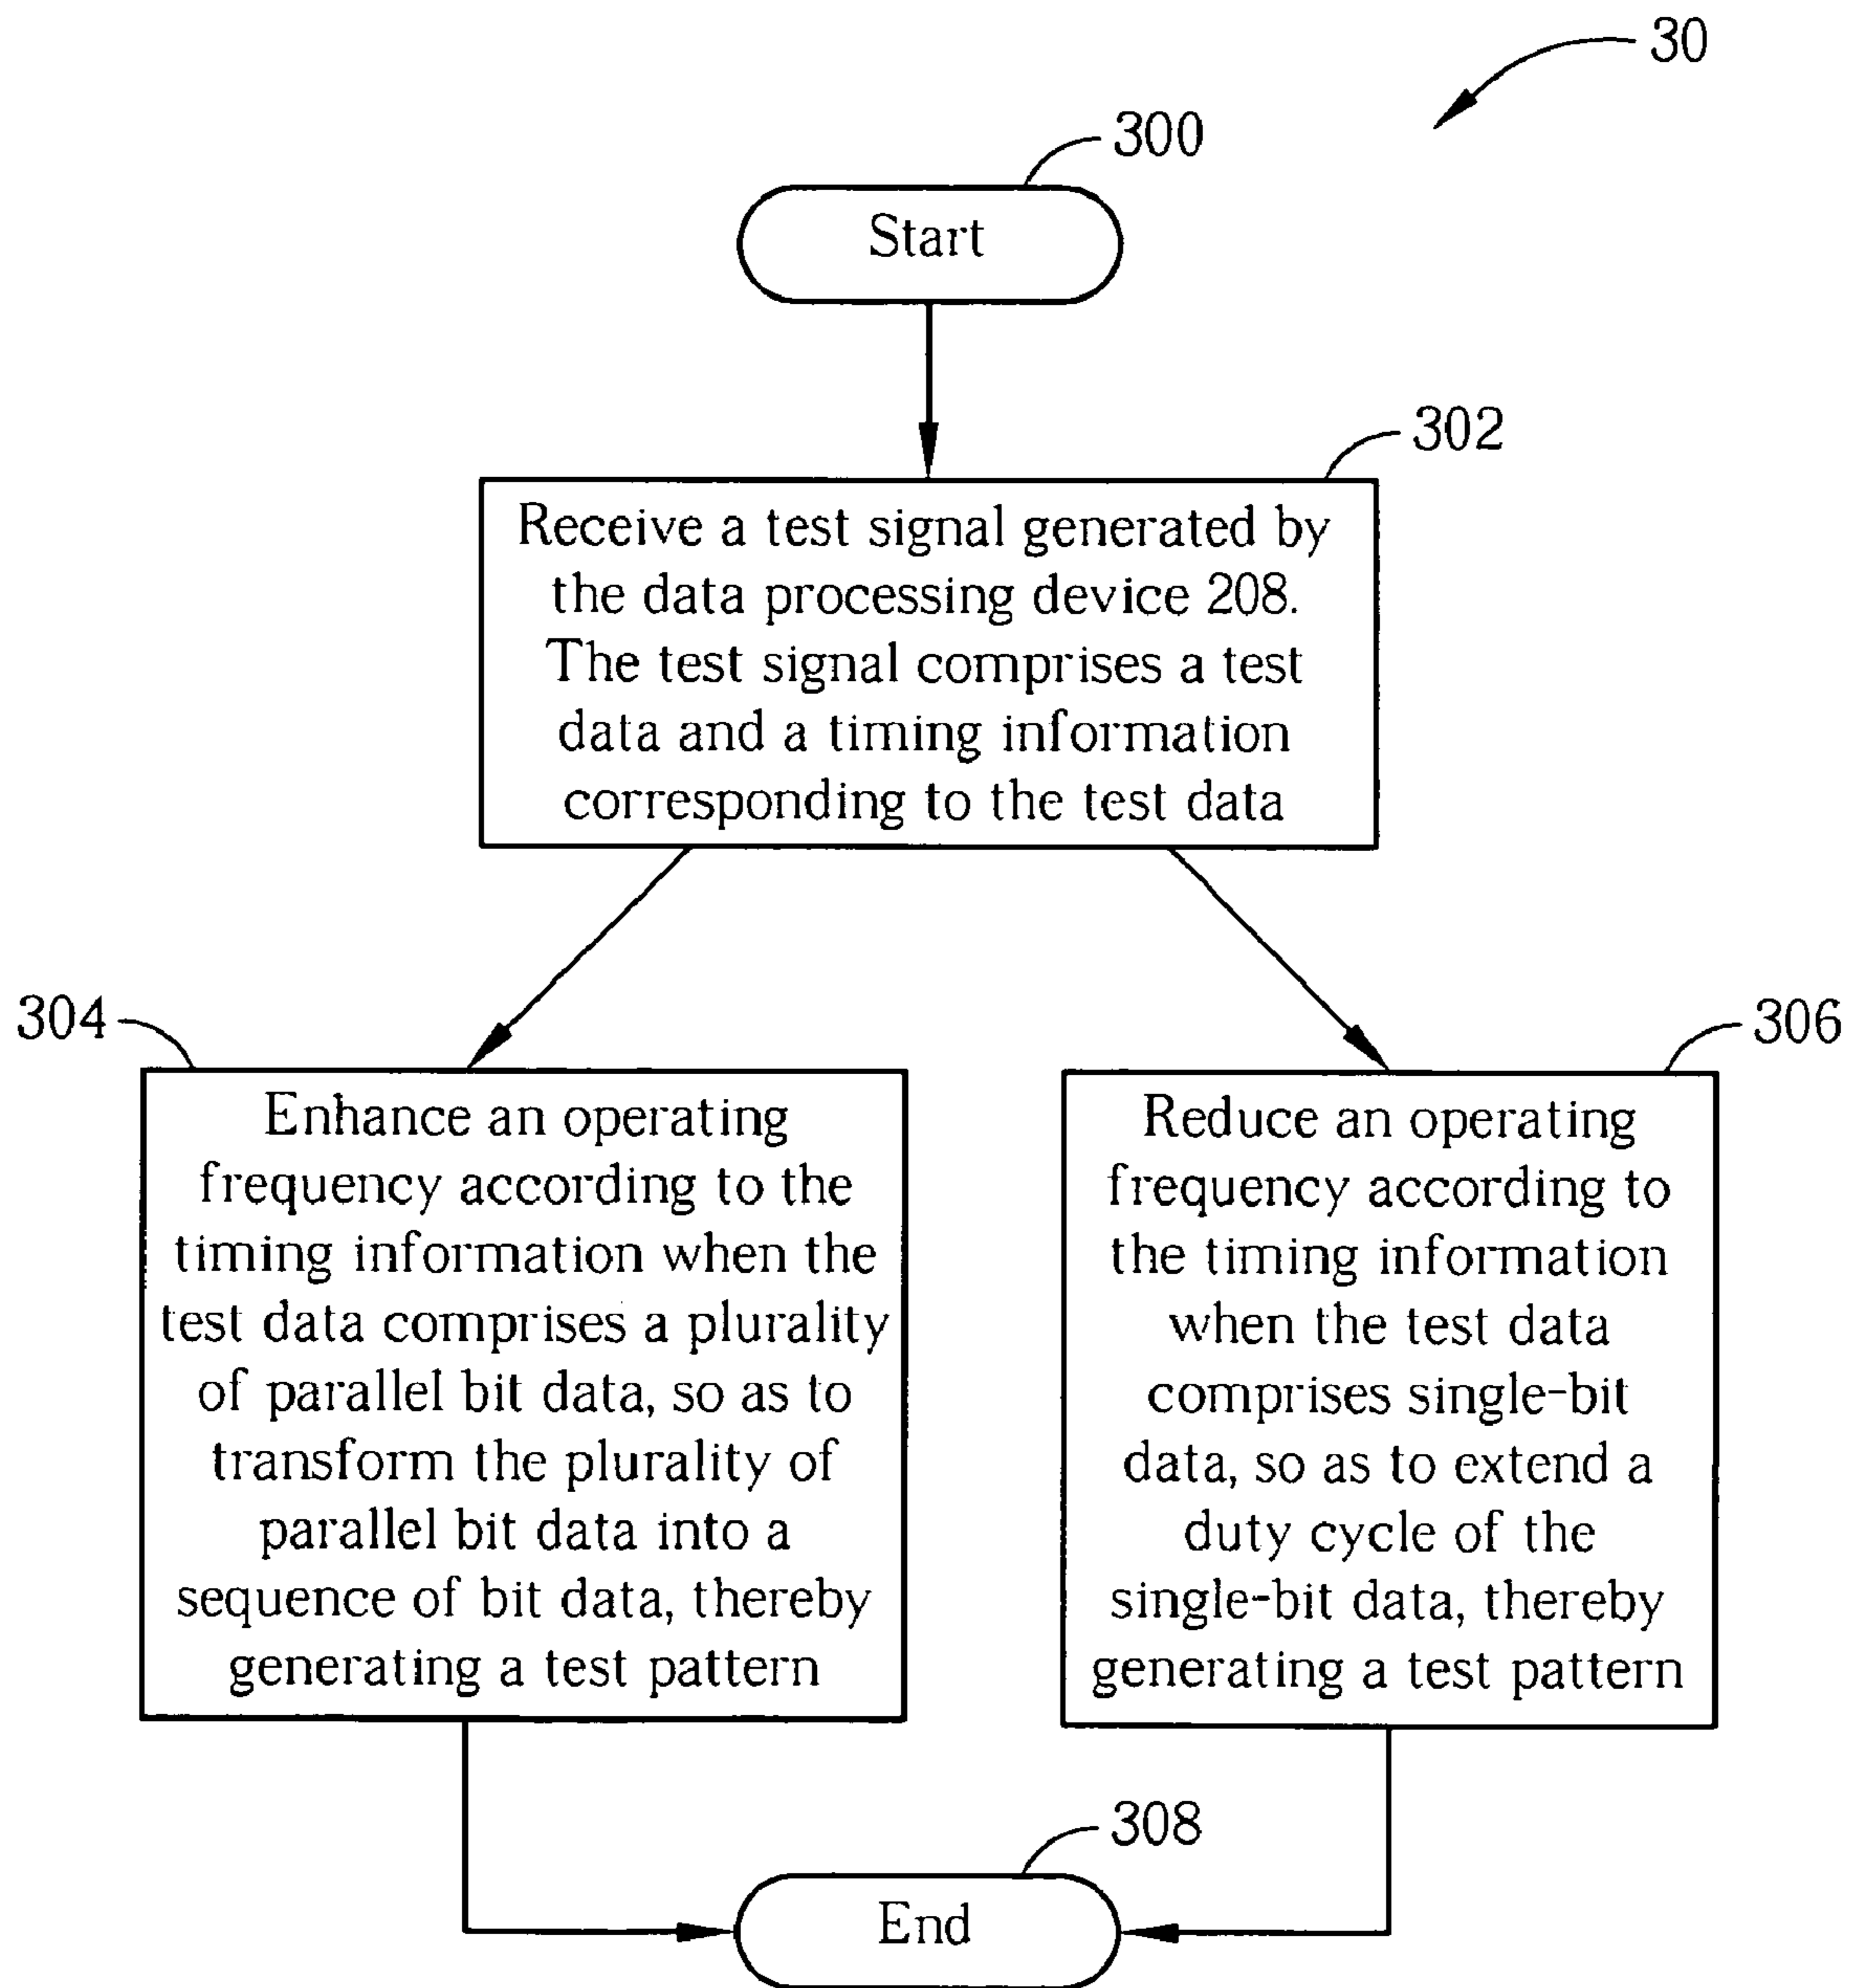 30
300
Start
302
Receive a test signal generated by
the data processing device 208.
The test signal comprises a test
data and a timing information
corresponding to the test data
304
Enhance an operating
frequency according to the
timing information when the
test data comprises a plurality
of parallel bit data, so as to
transform the plurality of
parallel bit data into a
sequence of bit data, thereby
generating a test pattern
306
Reduce an operating
frequency according to
the timing information
when the test data
comprises single-bit
data, so as to extend a
duty cycle of the
single-bit data, thereby
generating a test pattern
308
End